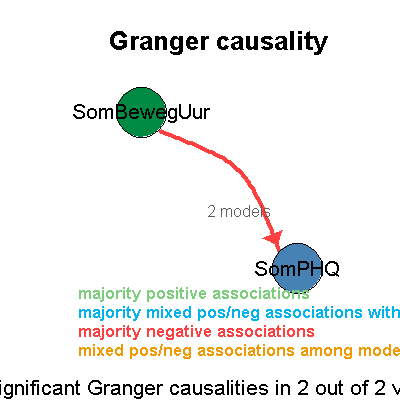 Granger causality
SomBewegUur
2 models
SomPHQ
majority positive associations
majority mixed pos/neg associations with
majority negative associations
mixed pos/neg associations among mode
ignificant Granger causalities in 2 out of 2 v